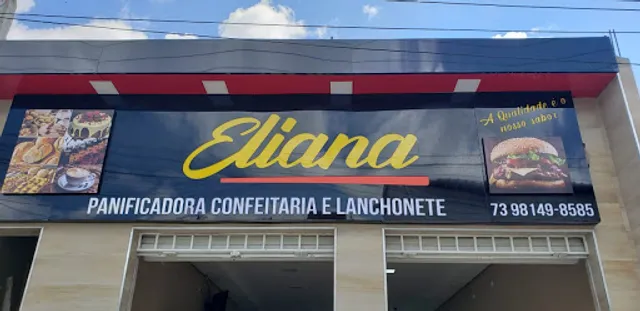 Eliana
PANIFICADORA CONFEITARIA E LANCHONETE
A Qualidade é o
nosso sabor
73 98149-8585